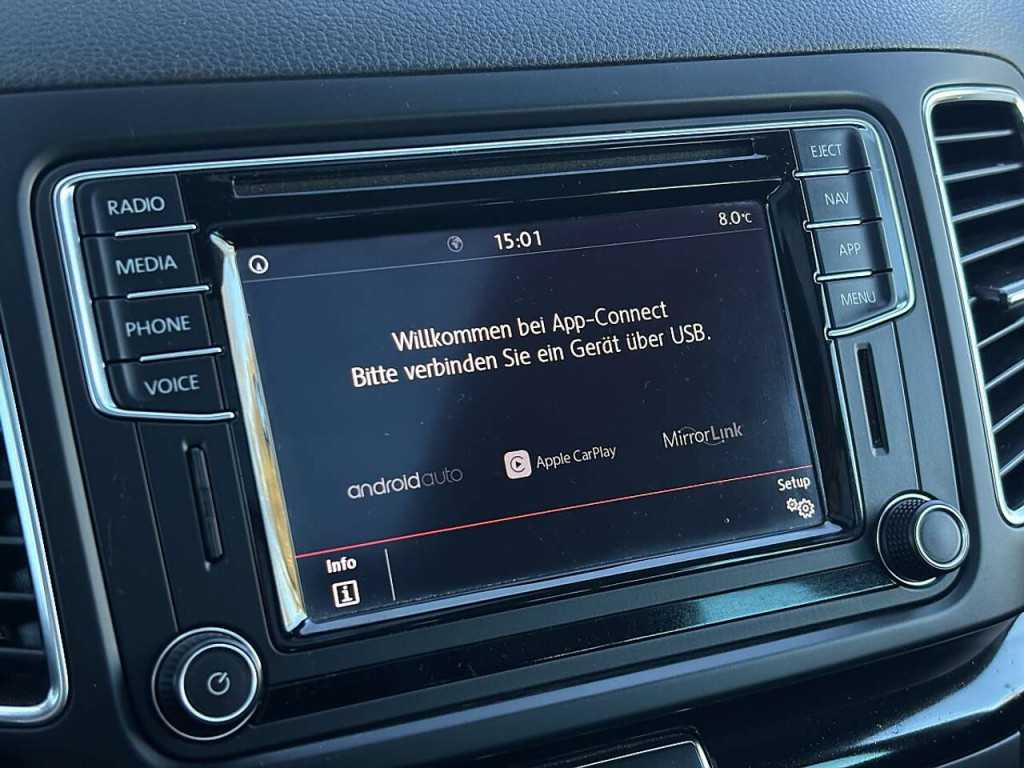 RADIO
MEDIA
PHONE
VOICE
15:01
8.0°C
Willkommen bei App-Connect
Bitte verbinden Sie ein Gerät über USB.
androidauto
Apple CarPlay
MirrorLink
Info
i
Setup
EJECT
NAV
APP
MENU